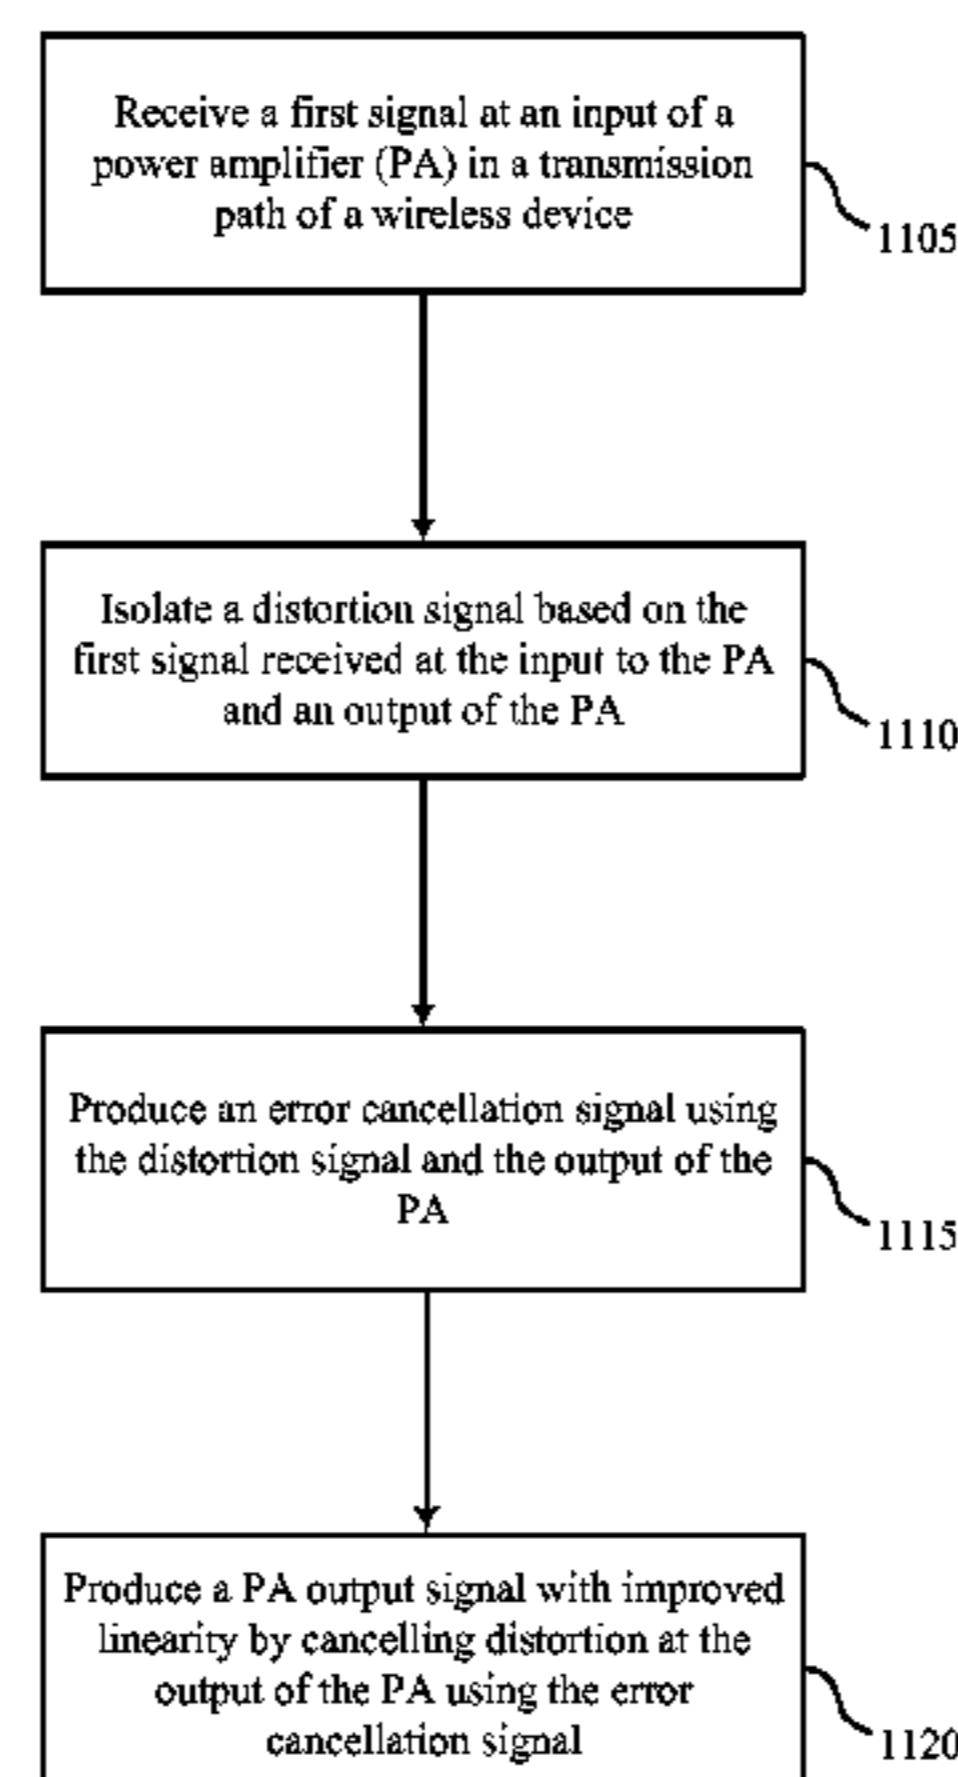 Receive a first signal at an input of a
power amplifier (PA) in a transmission
path of a wireless device
1105
Isolate a distortion signal based on the
first signal received at the input to the PA
and an output of the PA
1110
Produce an error cancellation signal using
the distortion signal and the output of the
PA
1115
Produce a PA output signal with improved
linearity by cancelling distortion at the
output of the PA using the error
cancellation signal
1120